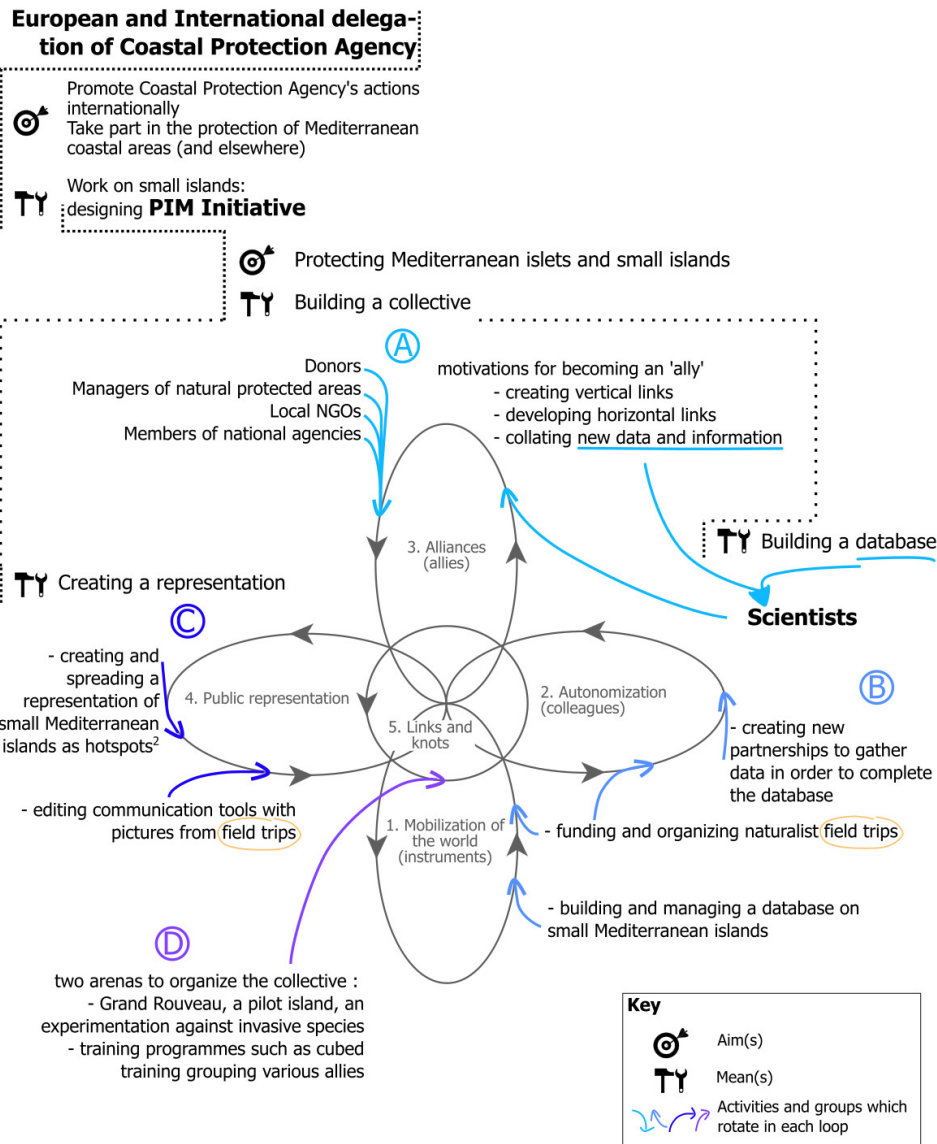 European and International delega-
tion of Coastal Protection Agency
Promote Coastal Protection Agency's actions
internationally
Take part in the protection of Mediterranean
coastal areas (and elsewhere)
Work on small islands:
designing PIM Initiative
Protecting Mediterranean islets and small islands
Building a collective
A
Donors
Managers of natural protected areas
Local NGOs
Members of national agencies
motivations for becoming an 'ally'
- creating vertical links
- developing horizontal links
- collating new data and information
3. Alliances
(allies)
Building a database
Creating a representation
Scientists
C
- creating and
spreading a
representation of
small Mediterranean
islands as hotspots²
4. Public representation
2. Autonomization
(colleagues)
B
5. Links and
knots
- creating new
partnerships to gather
data in order to complete
the database
- editing communication tools with
pictures from field trips
1. Mobilization of
the world
(instruments)
- funding and organizing naturalist field trips
- building and managing a database on
small Mediterranean islands
D
two arenas to organize the collective :
- Grand Rouveau, a pilot island, an
experimentation against invasive species
- training programmes such as cubed
training grouping various allies
Key
Aim(s)
Mean(s)
Activities and groups which
rotate in each loop